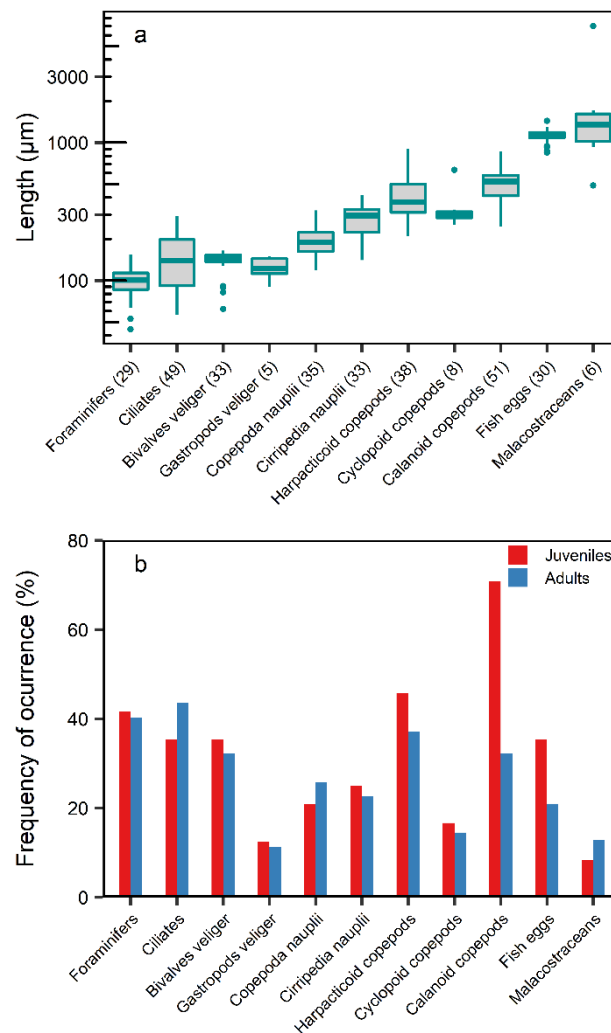 a
Length (µm)
3000
1000
300
100
Foraminifers (29)
Ciliates (49)
Bivalves veliger (33)
Gastropods veliger (5)
Copepoda nauplii (35)
Cirripedia nauplii (33)
Harpacticoid copepods (38)
Cyclopoid copepods (8)
Calanoid copepods (51)
Fish eggs (30)
Malacostraceans (6)
b
Juveniles
Adults
Frequency of ocurrence (%)
80
60
40
20
0
Foraminifers
Ciliates
Bivalves veliger
Gastropods veliger
Copepoda nauplii
Cirripedia nauplii
Harpacticoid copepods
Cyclopoid copepods
Calanoid copepods
Fish eggs
Malacostraceans